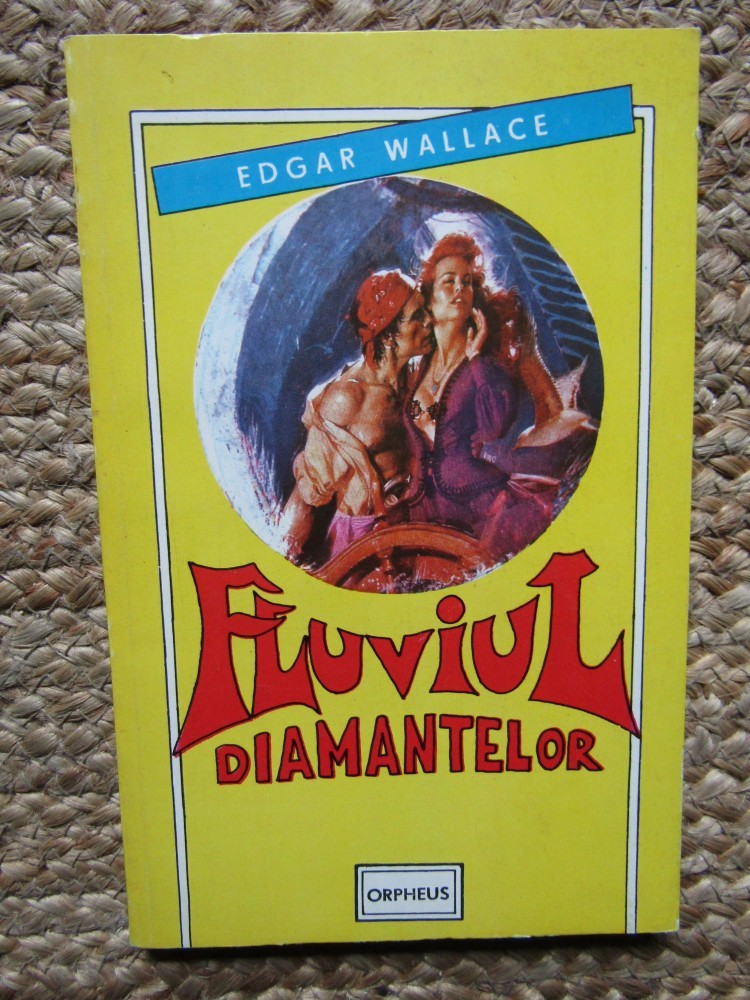 EDGAR WALLACE
FLUVIUL
DIAMANTELOR
ORPHEUS